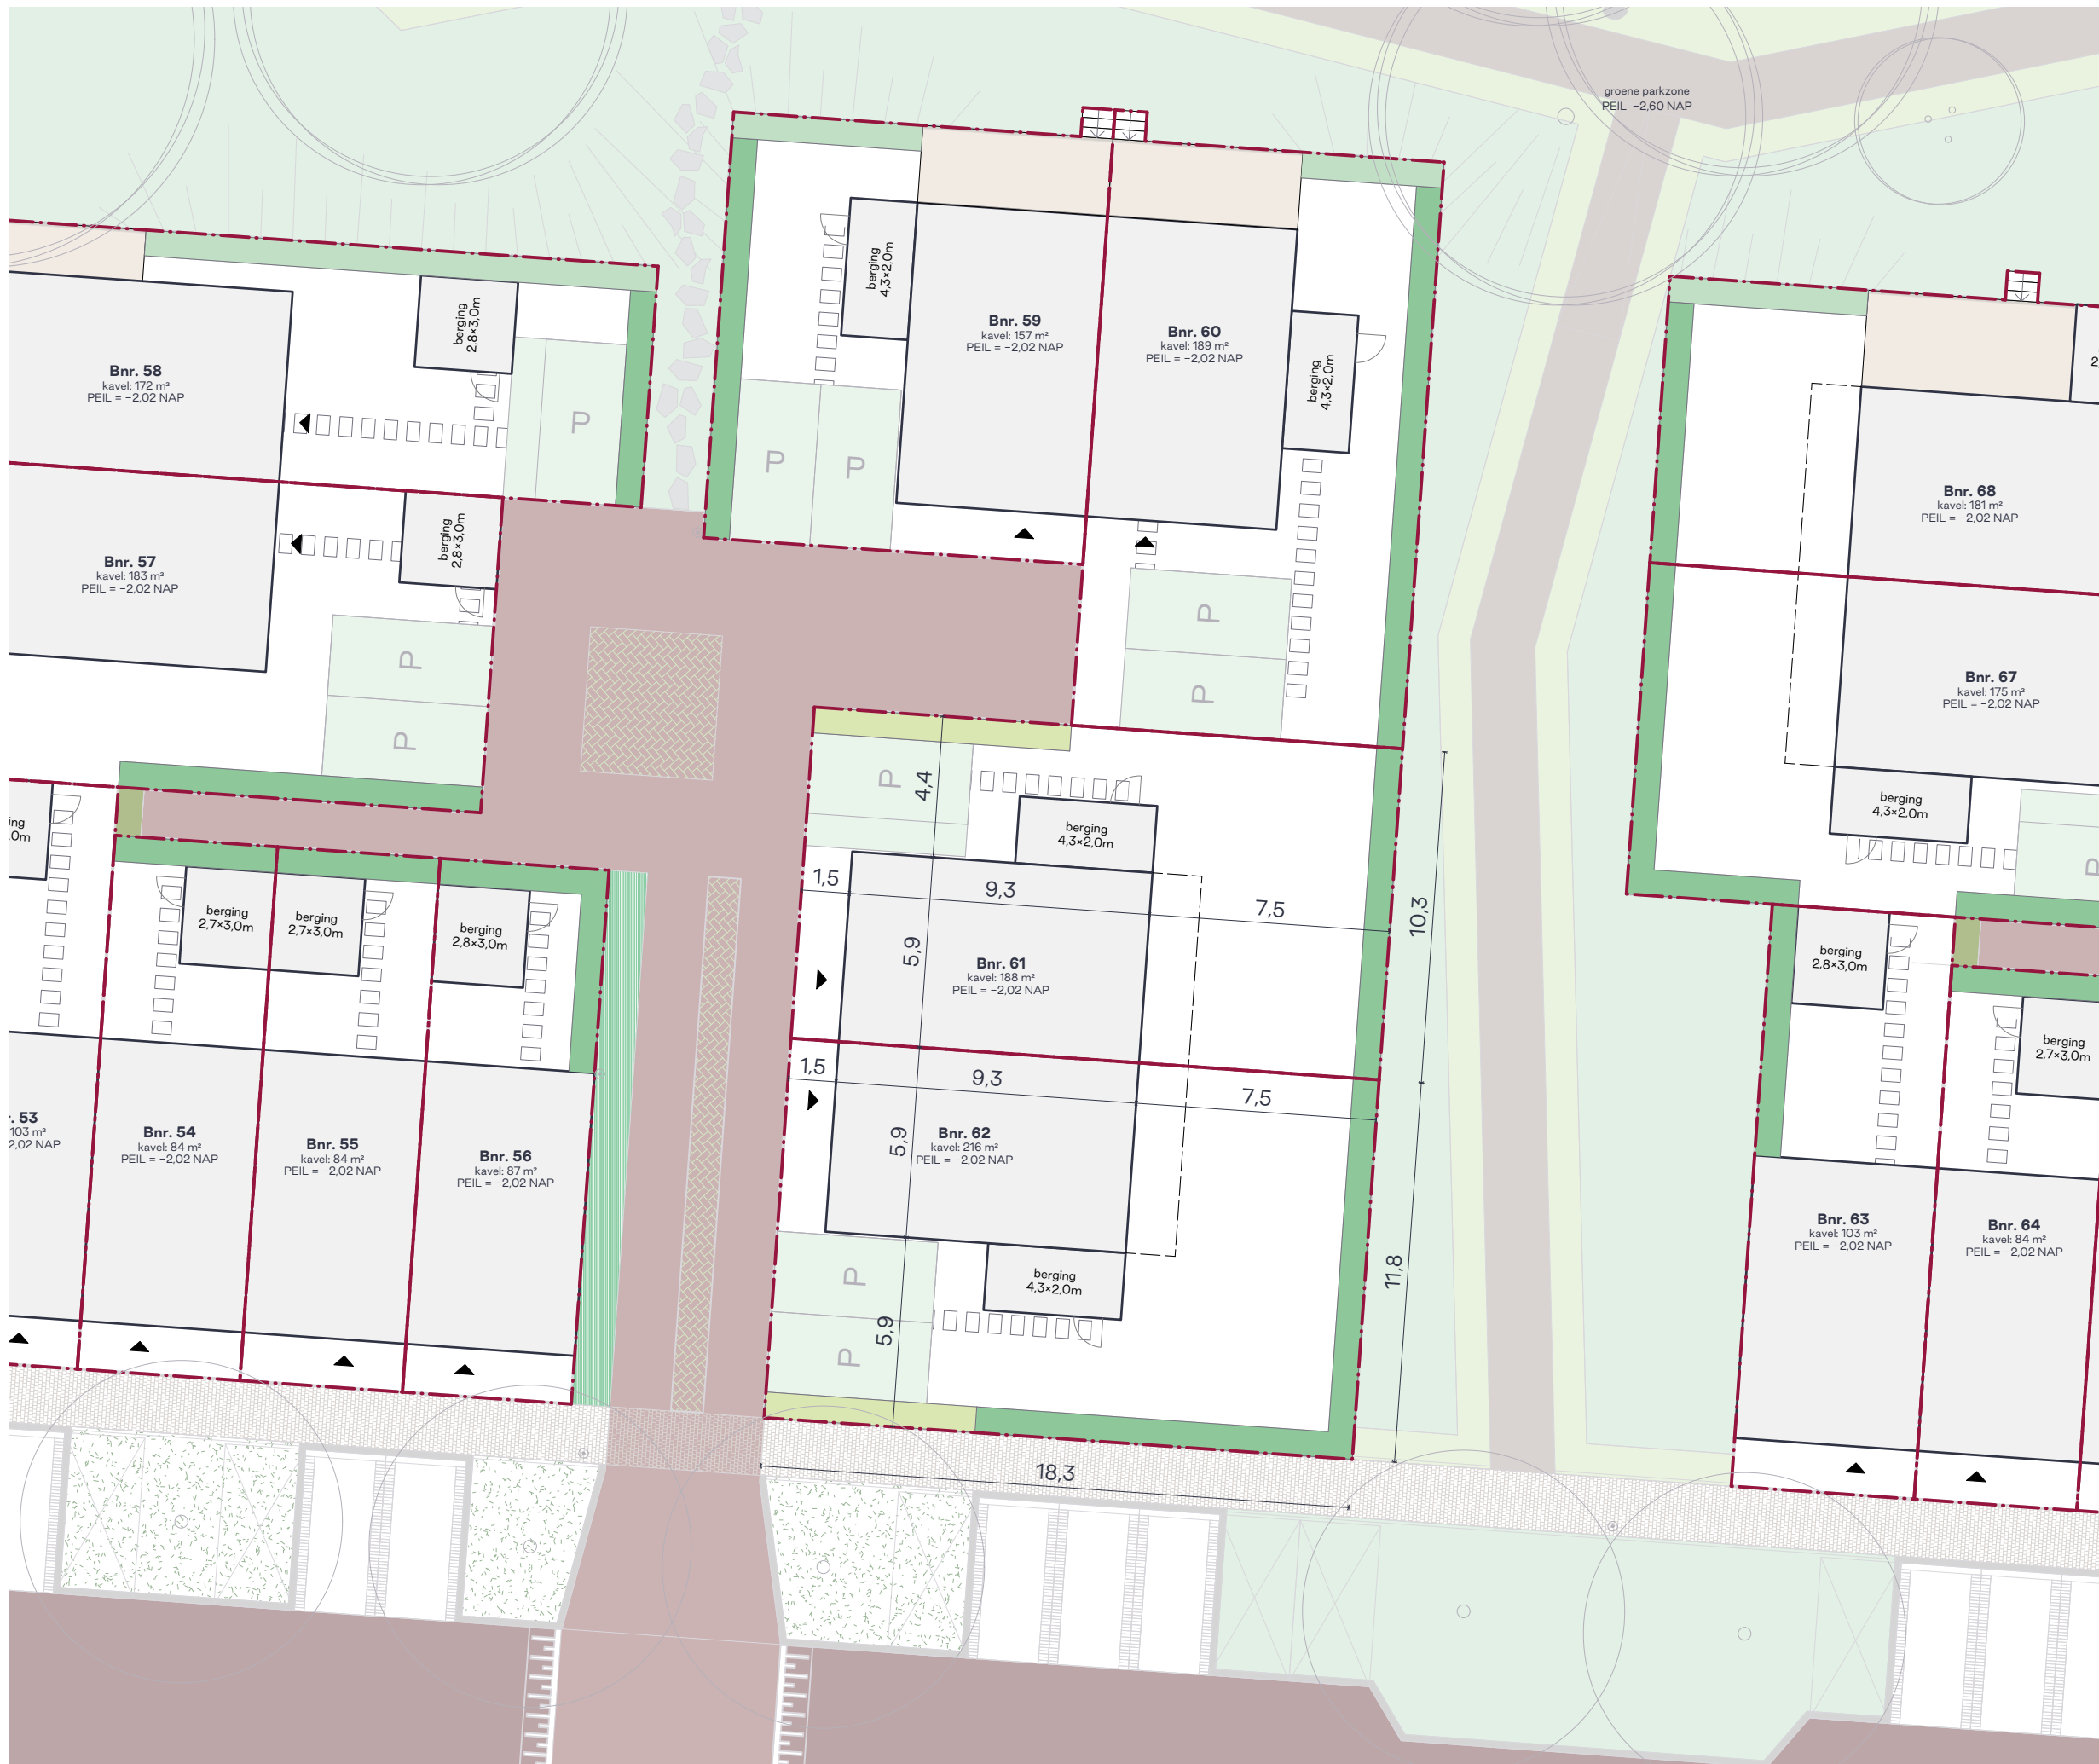 groene parkzone
PEIL −2,60 NAP
Bnr. 58
kavel: 172 m²
PEIL = −2,02 NAP
berging
2,8×3,0m
P
Bnr. 57
kavel: 183 m²
PEIL = −2,02 NAP
berging
2,8×3,0m
P
P
berging
4,3×2,0m
Bnr. 59
kavel: 157 m²
PEIL = −2,02 NAP
P
P
Bnr. 60
kavel: 189 m²
PEIL = −2,02 NAP
berging
4,3×2,0m
P
P
Bnr. 68
kavel: 181 m²
PEIL = −2,02 NAP
2
Bnr. 67
kavel: 175 m²
PEIL = −2,02 NAP
berging
4,3×2,0m
P
ing
.0m
berging
2,7×3,0m
berging
2,7×3,0m
berging
2,8×3,0m
r. 53
103 m²
2,02 NAP
Bnr. 54
kavel: 84 m²
PEIL = −2,02 NAP
Bnr. 55
kavel: 84 m²
PEIL = −2,02 NAP
Bnr. 56
kavel: 87 m²
PEIL = −2,02 NAP
P
4,4
berging
4,3×2,0m
1,5
9,3
7,5
10,3
5,9
Bnr. 61
kavel: 188 m²
PEIL = −2,02 NAP
1,5
9,3
7,5
5,9
Bnr. 62
kavel: 216 m²
PEIL = −2,02 NAP
11,8
berging
4,3×2,0m
P
P
5,9
18,3
berging
2,8×3,0m
berging
2,7×3,0m
Bnr. 63
kavel: 103 m²
PEIL = −2,02 NAP
Bnr. 64
kavel: 84 m²
PEIL = −2,02 NAP